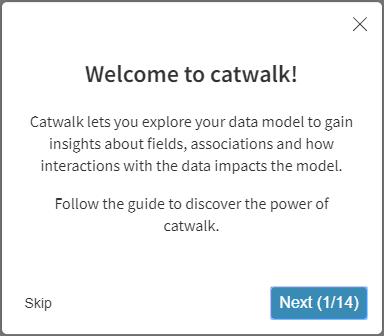 Welcome to catwalk!
Catwalk lets you explore your data model to gain
insights about fields, associations and how
interactions with the data impacts the model.
Follow the guide to discover the power of
catwalk.
Skip
Next (1/14)